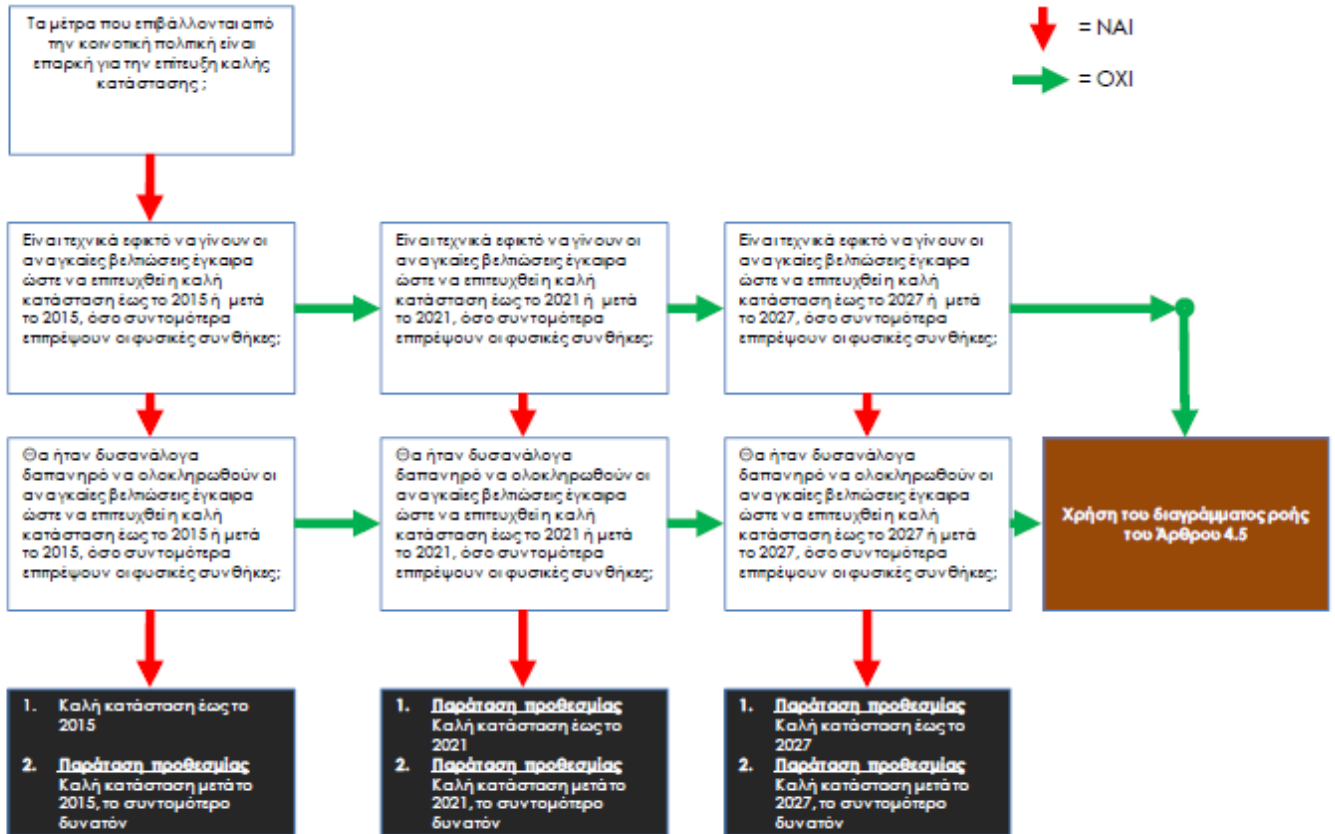 Τα μέτρα που επιβάλλονται από
την κοινοτική πολιτική είναι
επαρκή για την επίτευξη καλής
κατάστασης ;
= ΝΑΙ
= ΟΧΙ
Είναι τεχνικά εφικτό να γίνουν οι
αναγκαίες βελτιώσεις έγκαιρα
ώστε να επιτευχθεί η καλή
κατάσταση έως το 2015 ή μετά
το 2015, όσο συντομότερα
επιτρέψουν οι φυσικές συνθήκες;
Είναι τεχνικά εφικτό να γίνουν οι
αναγκαίες βελτιώσεις έγκαιρα
ώστε να επιτευχθεί η καλή
κατάσταση έως το 2021 ή μετά
το 2021, όσο συντομότερα
επιτρέψουν οι φυσικές συνθήκες;
Είναι τεχνικά εφικτό να γίνουν οι
αναγκαίες βελτιώσεις έγκαιρα
ώστε να επιτευχθεί η καλή
κατάσταση έως το 2027 ή μετά
το 2027, όσο συντομότερα
επιτρέψουν οι φυσικές συνθήκες;
Θα ήταν δυσανάλογα
δαπανηρό να ολοκληρωθούν οι
αναγκαίες βελτιώσεις έγκαιρα
ώστε να επιτευχθεί η καλή
κατάσταση έως το 2015 ή μετά
το 2015, όσο συντομότερα
επιτρέψουν οι φυσικές συνθήκες;
Θα ήταν δυσανάλογα
δαπανηρό να ολοκληρωθούν οι
αναγκαίες βελτιώσεις έγκαιρα
ώστε να επιτευχθεί η καλή
κατάσταση έως το 2021 ή μετά
το 2021, όσο συντομότερα
επιτρέψουν οι φυσικές συνθήκες;
Θα ήταν δυσανάλογα
δαπανηρό να ολοκληρωθούν οι
αναγκαίες βελτιώσεις έγκαιρα
ώστε να επιτευχθεί η καλή
κατάσταση έως το 2027 ή μετά
το 2027, όσο συντομότερα
επιτρέψουν οι φυσικές συνθήκες;
Χρήση του διαγράμματος ροής
του Άρθρου 4.5
1. Καλή κατάσταση έως το
2015
2. Παράταση προθεσμίας
Καλή κατάσταση μετά το
2015, το συντομότερο
δυνατόν
1. Παράταση προθεσμίας
Καλή κατάσταση έως το
2021
2. Παράταση προθεσμίας
Καλή κατάσταση μετά το
2021, το συντομότερο
δυνατόν
1. Παράταση προθεσμίας
Καλή κατάσταση έως το
2027
2. Παράταση προθεσμίας
Καλή κατάσταση μετά το
2027, το συντομότερο
δυνατόν